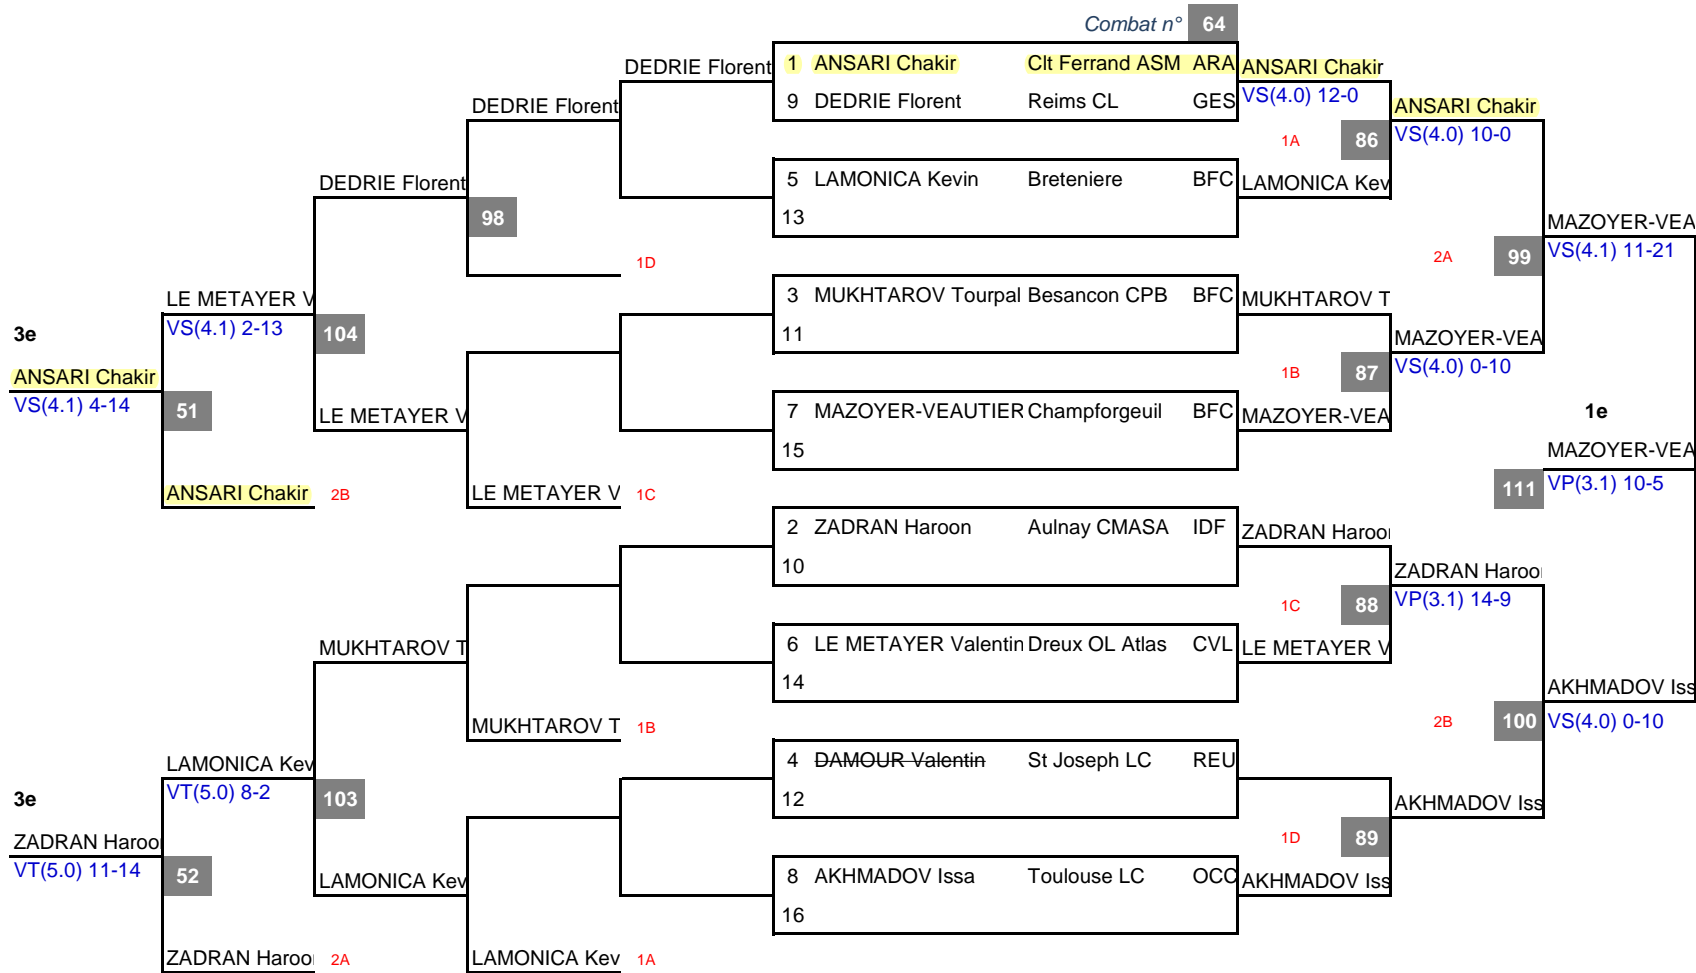 Combat n° 64
DEDRIE Florent 1 ANSARI Chakir Clt Ferrand ASM ARA ANSARI Chakir
DEDRIE Florent 9 DEDRIE Florent Reims CL GES VS(4.0) 12-0 ANSARI Chakir
1A 86 VS(4.0) 10-0
DEDRIE Florent 5 LAMONICA Kevin Breteniere BFC LAMONICA Kev
98 13 MAZOYER-VEA
1D 2A 99 VS(4.1) 11-21
LE METAYER V 3 MUKHTAROV Tourpal Besancon CPB BFC MUKHTAROV T
3e VS(4.1) 2-13 104 11 MAZOYER-VEA
ANSARI Chakir 1B 87 VS(4.0) 0-10
VS(4.1) 4-14 51 LE METAYER V 7 MAZOYER-VEAUTIER Champforgeuil BFC MAZOYER-VEA 1e
15 MAZOYER-VEA
ANSARI Chakir 2B LE METAYER V 1C 111 VP(3.1) 10-5
2 ZADRAN Haroon Aulnay CMASA IDF ZADRAN Haroo
10 ZADRAN Haroo
1C 88 VP(3.1) 14-9
MUKHTAROV T 6 LE METAYER Valentin Dreux OL Atlas CVL LE METAYER V
14 AKHMADOV Iss
MUKHTAROV T 1B 2B 100 VS(4.0) 0-10
LAMONICA Kev 4 DAMOUR Valentin St Joseph LC REU
3e VT(5.0) 8-2 103 12 AKHMADOV Iss
ZADRAN Haroo 1D 89
VT(5.0) 11-14 52 LAMONICA Kev 8 AKHMADOV Issa Toulouse LC OCC AKHMADOV Iss
16
ZADRAN Haroo 2A LAMONICA Kev 1A